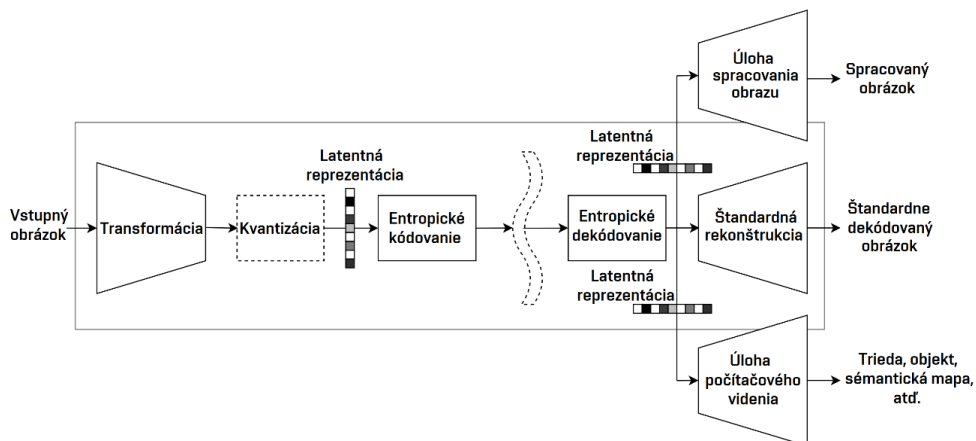 Úloha
spracovania
obrazu
Spracovaný
obrázok
Latentná
reprezentácia
Latentná
reprezentácia
Vstupný
obrázok
Transformácia
Kvantizácia
Entropické
kódovanie
Entropické
dekódovanie
Štandardná
rekonštrukcia
Štandardne
dekódovaný
obrázok
Latentná
reprezentácia
Úloha
počítačového
videnia
Trieda, objekt,
sémantická mapa,
atď.